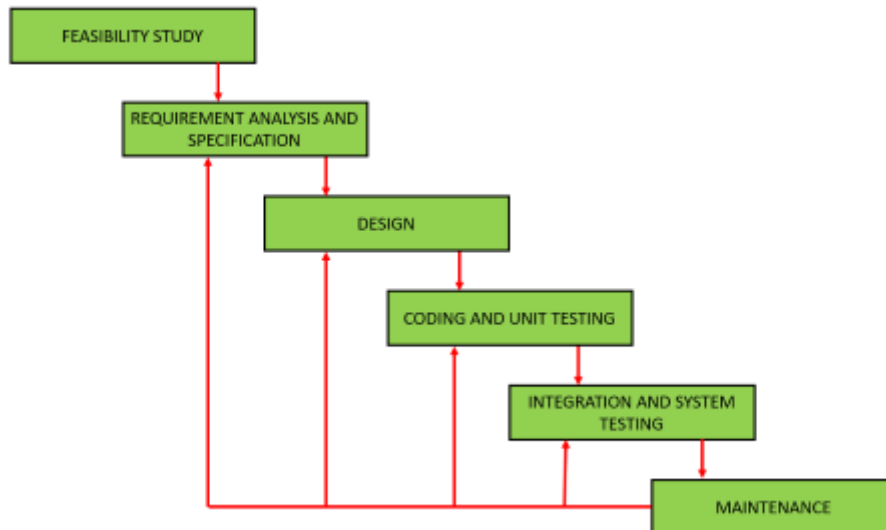 FEASIBILITY STUDY
REQUIREMENT ANALYSIS AND
SPECIFICATION
DESIGN
CODING AND UNIT TESTING
INTEGRATION AND SYSTEM
TESTING
MAINTENANCE